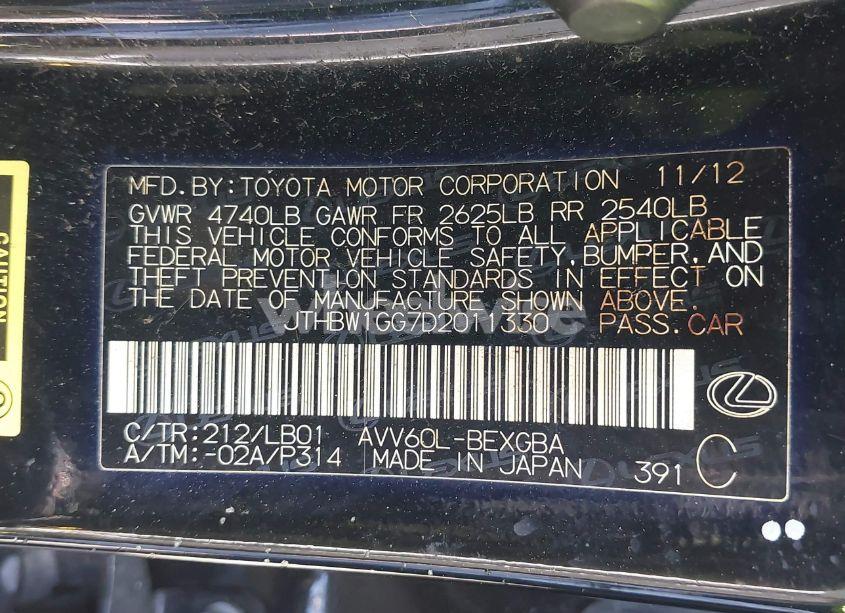 MFD.BY:TOYOTA MOTOR CORPORATION 11/12
GVWR 4740LB GAWR FR 2625LB RR 2540LB
THIS VEHICLE CONFORMS TO ALL APPLICABLE
FEDERAL MOTOR VEHICLE SAFETY,BUMPER,AND
THEFT PREVENTION STANDARDS IN EFFECT ON
THE DATE OF MANUFACTURE SHOWN ABOVE.
JTHBW1GG7D2011330 PASS.CAR
C/TR:212/LB01 AVV60L-BEXGBA
A/TM:-02A/P314 MADE IN JAPAN 391 C
CAUTION